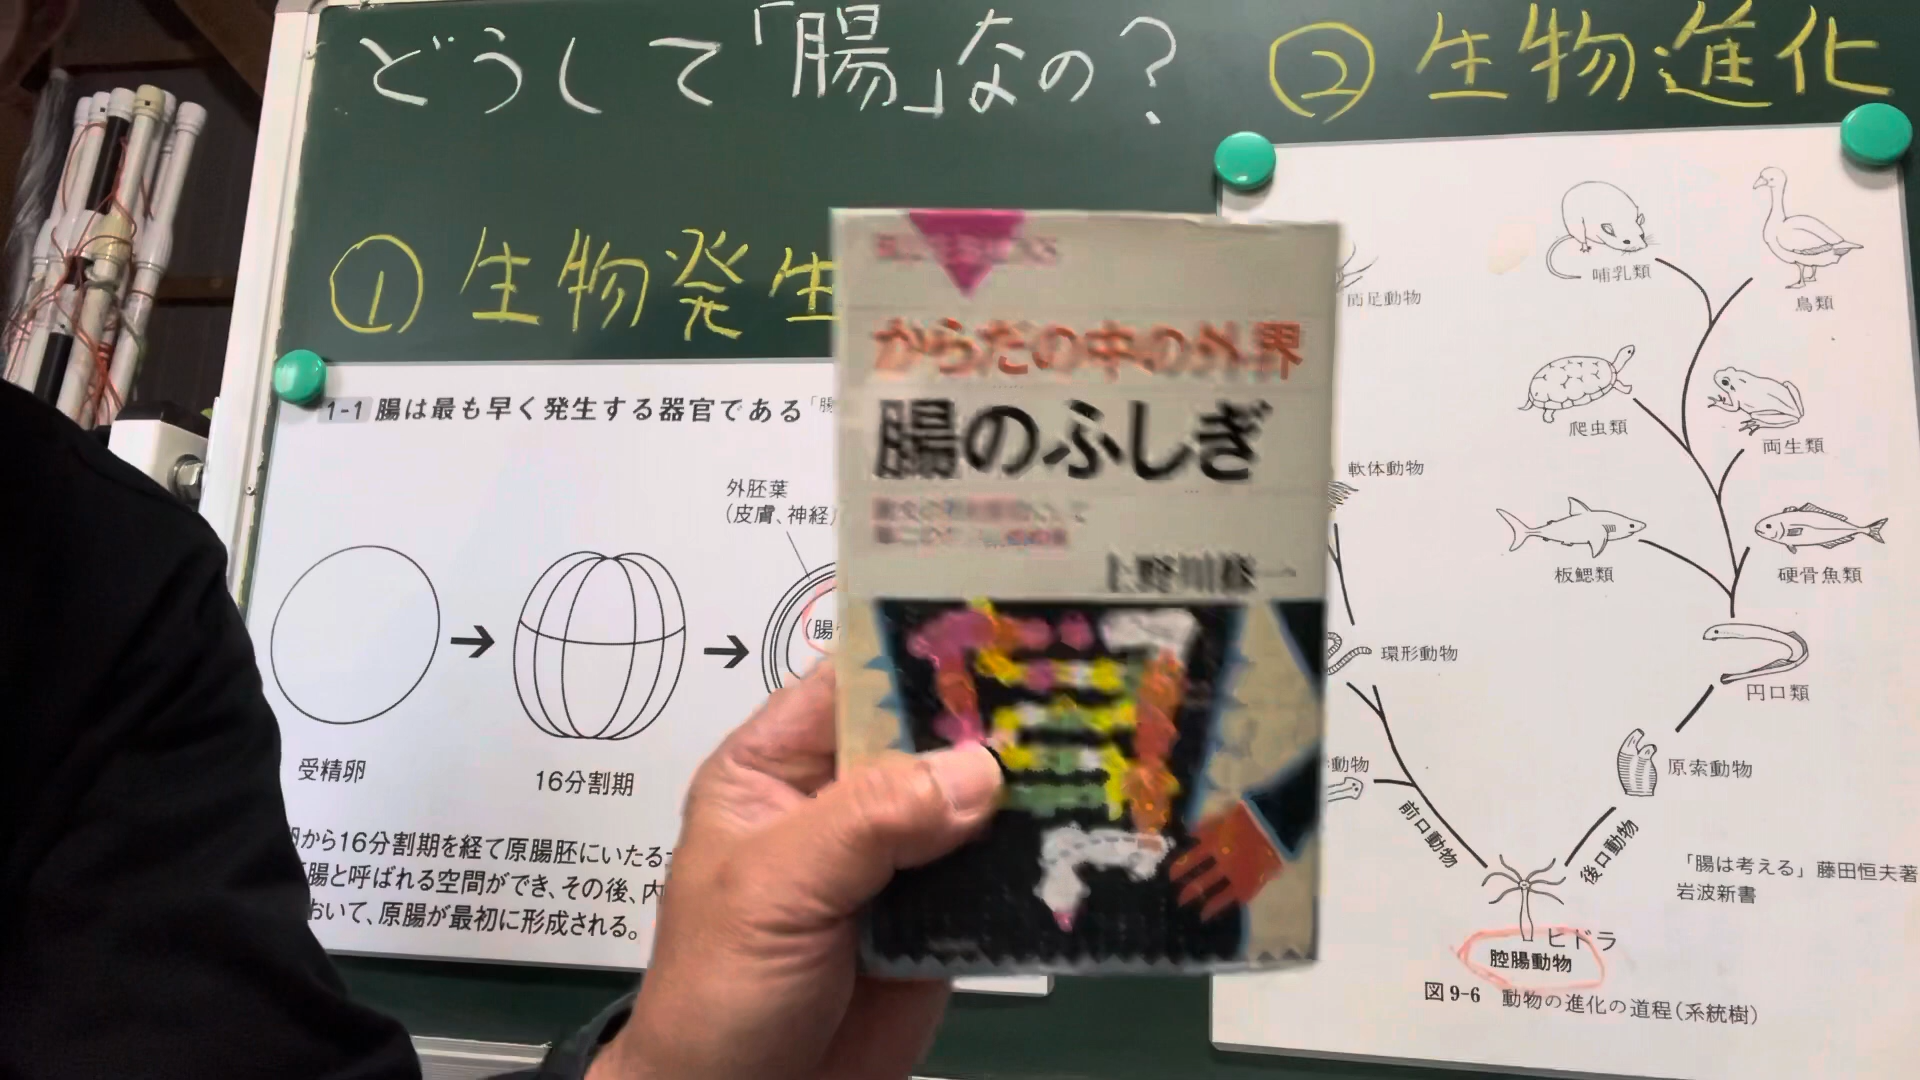 どうして「腸」なの?
②生物進化
①生物発生
1-1 腸は最も早く発生する器官である
外胚葉
(皮膚、神経)
(腸
受精卵
16分割期
から16分割期を経て原腸胚にいたる
腸と呼ばれる空間ができ、その後、内
おいて、原腸が最初に形成される。
からだの中の外界
腸のふしぎ
上野川修一
哺乳類
鳥類
節足動物
爬虫類
両生類
軟体動物
板鰓類
硬骨魚類
環形動物
円口類
動物
原索動物
前口動物
後口動物
「腸は考える」藤田恒夫著
岩波新書
ヒドラ
腔腸動物
図9-6 動物の進化の道程(系統樹)